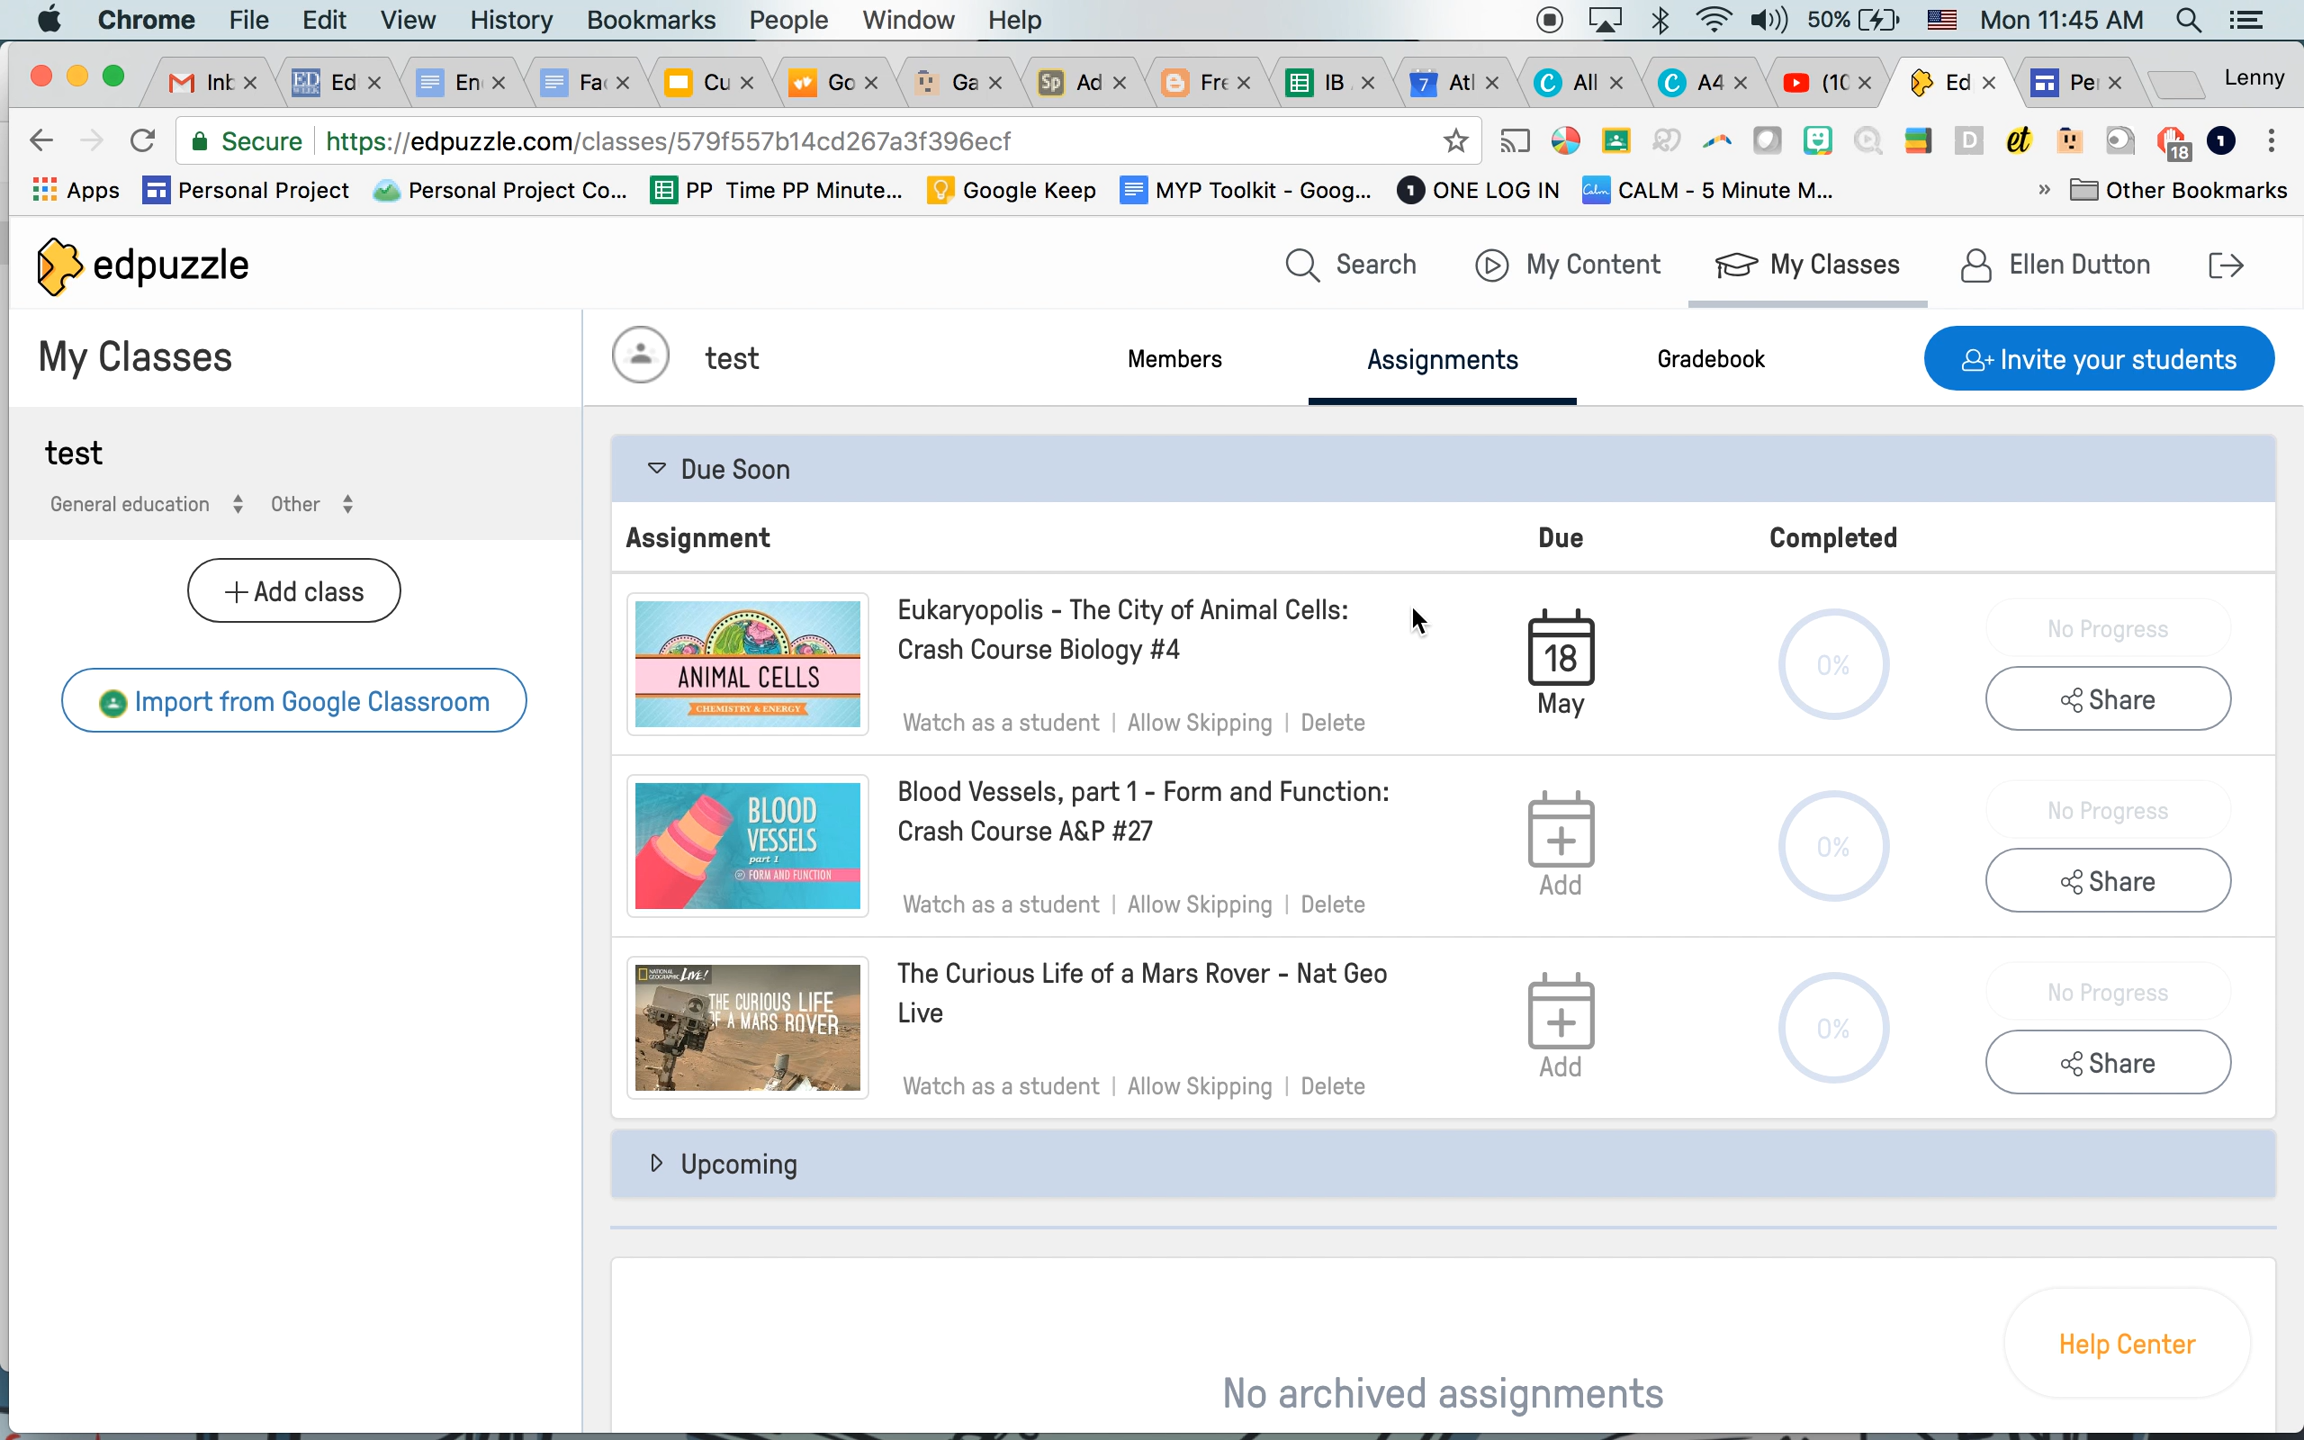 Chrome File Edit View History Bookmarks People Window Help 50% Mon 11:45 AM
Inb Ed En Fac Cu Go Ga Ad Fre IB Atl All A4 (10 Ed Per Lenny
Secure https://edpuzzle.com/classes/579f557b14cd267a3f396ecf 18
Apps Personal Project Personal Project Co... PP Time PP Minute... Google Keep MYP Toolkit - Goog... ONE LOG IN CALM - 5 Minute M... » Other Bookmarks
edpuzzle Search My Content My Classes Ellen Dutton
My Classes
test
General education Other
+ Add class
Import from Google Classroom
test Members Assignments Gradebook Invite your students
Due Soon
Assignment Due Completed
ANIMAL CELLS
CHEMISTRY & ENERGY
Eukaryopolis - The City of Animal Cells:
Crash Course Biology #4
Watch as a student | Allow Skipping | Delete
18
May
0%
No Progress
Share
BLOOD
VESSELS
part 1
FORM AND FUNCTION
Blood Vessels, part 1 - Form and Function:
Crash Course A&P #27
Watch as a student | Allow Skipping | Delete
Add
0%
No Progress
Share
NATIONAL GEOGRAPHIC LIVE!
THE CURIOUS LIFE
OF A MARS ROVER
The Curious Life of a Mars Rover - Nat Geo
Live
Watch as a student | Allow Skipping | Delete
Add
0%
No Progress
Share
Upcoming
Help Center
No archived assignments